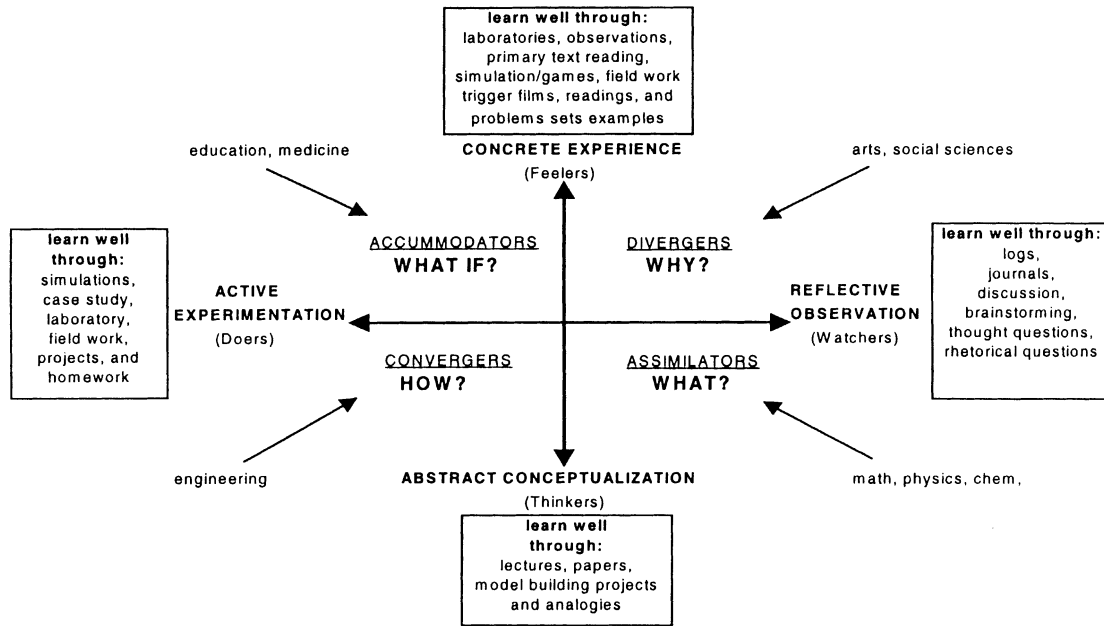 learn well through:
laboratories, observations,
primary text reading,
simulation/games, field work
trigger films, readings, and
problems sets examples
CONCRETE EXPERIENCE
(Feelers)
education, medicine
arts, social sciences
ACCUMMODATORS
WHAT IF?
DIVERGERS
WHY?
learn well
through:
simulations,
case study,
laboratory,
field work,
projects, and
homework
ACTIVE
EXPERIMENTATION
(Doers)
REFLECTIVE
OBSERVATION
(Watchers)
learn well through:
logs,
journals,
discussion,
brainstorming,
thought questions,
rhetorical questions
CONVERGERS
HOW?
ASSIMILATORS
WHAT?
engineering
math, physics, chem,
ABSTRACT CONCEPTUALIZATION
(Thinkers)
learn well
through:
lectures, papers,
model building projects
and analogies